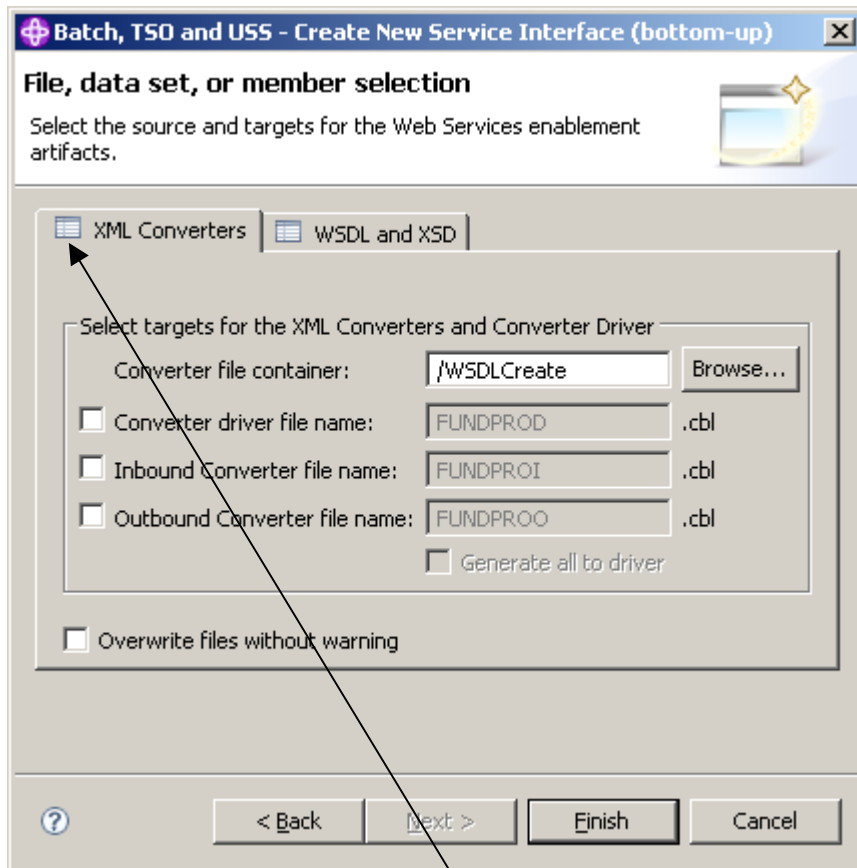 Batch, TSO and USS - Create New Service Interface (bottom-up)
File, data set, or member selection
Select the source and targets for the Web Services enablement
artifacts.
XML Converters
WSDL and XSD
Select targets for the XML Converters and Converter Driver
Converter file container: /WSDLCreate Browse...
Converter driver file name: FUNDPROD .cbl
Inbound Converter file name: FUNDPROI .cbl
Outbound Converter file name: FUNDPROO .cbl
Generate all to driver
Overwrite files without warning
? < Back Next > Finish Cancel